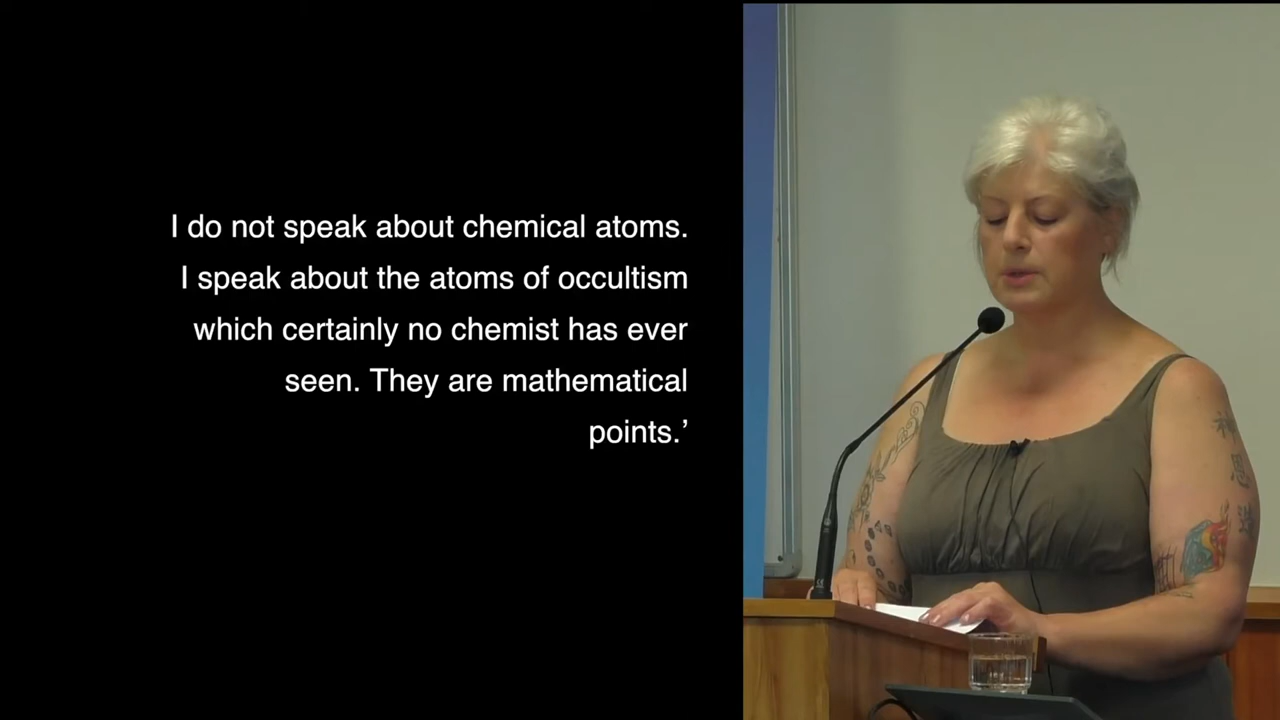 I do not speak about chemical atoms.
I speak about the atoms of occultism
which certainly no chemist has ever
seen. They are mathematical
points.’